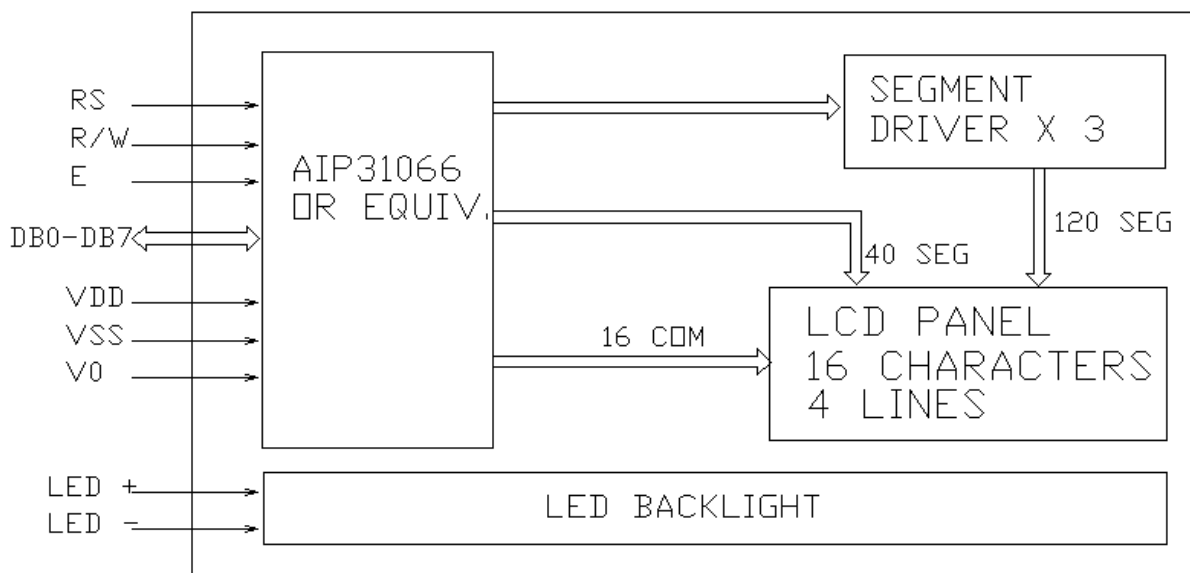 RS
R/W
E
DB0-DB7
VDD
VSS
V0
LED +
LED -
AIP31066
OR EQUIV.
SEGMENT
DRIVER X 3
120 SEG
40 SEG
16 COM
LCD PANEL
16 CHARACTERS
4 LINES
LED BACKLIGHT